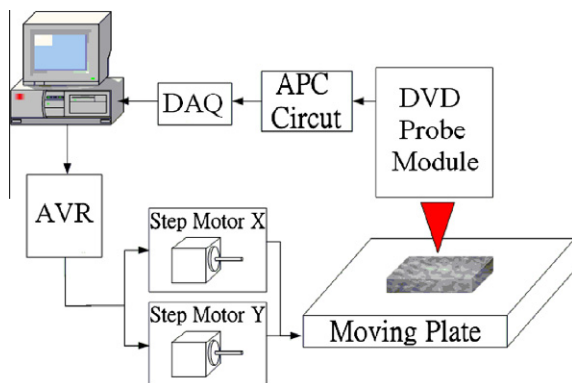 DAQ
APC
Circut
DVD
Probe
Module
AVR
Step Motor X
Step Motor Y
Moving Plate